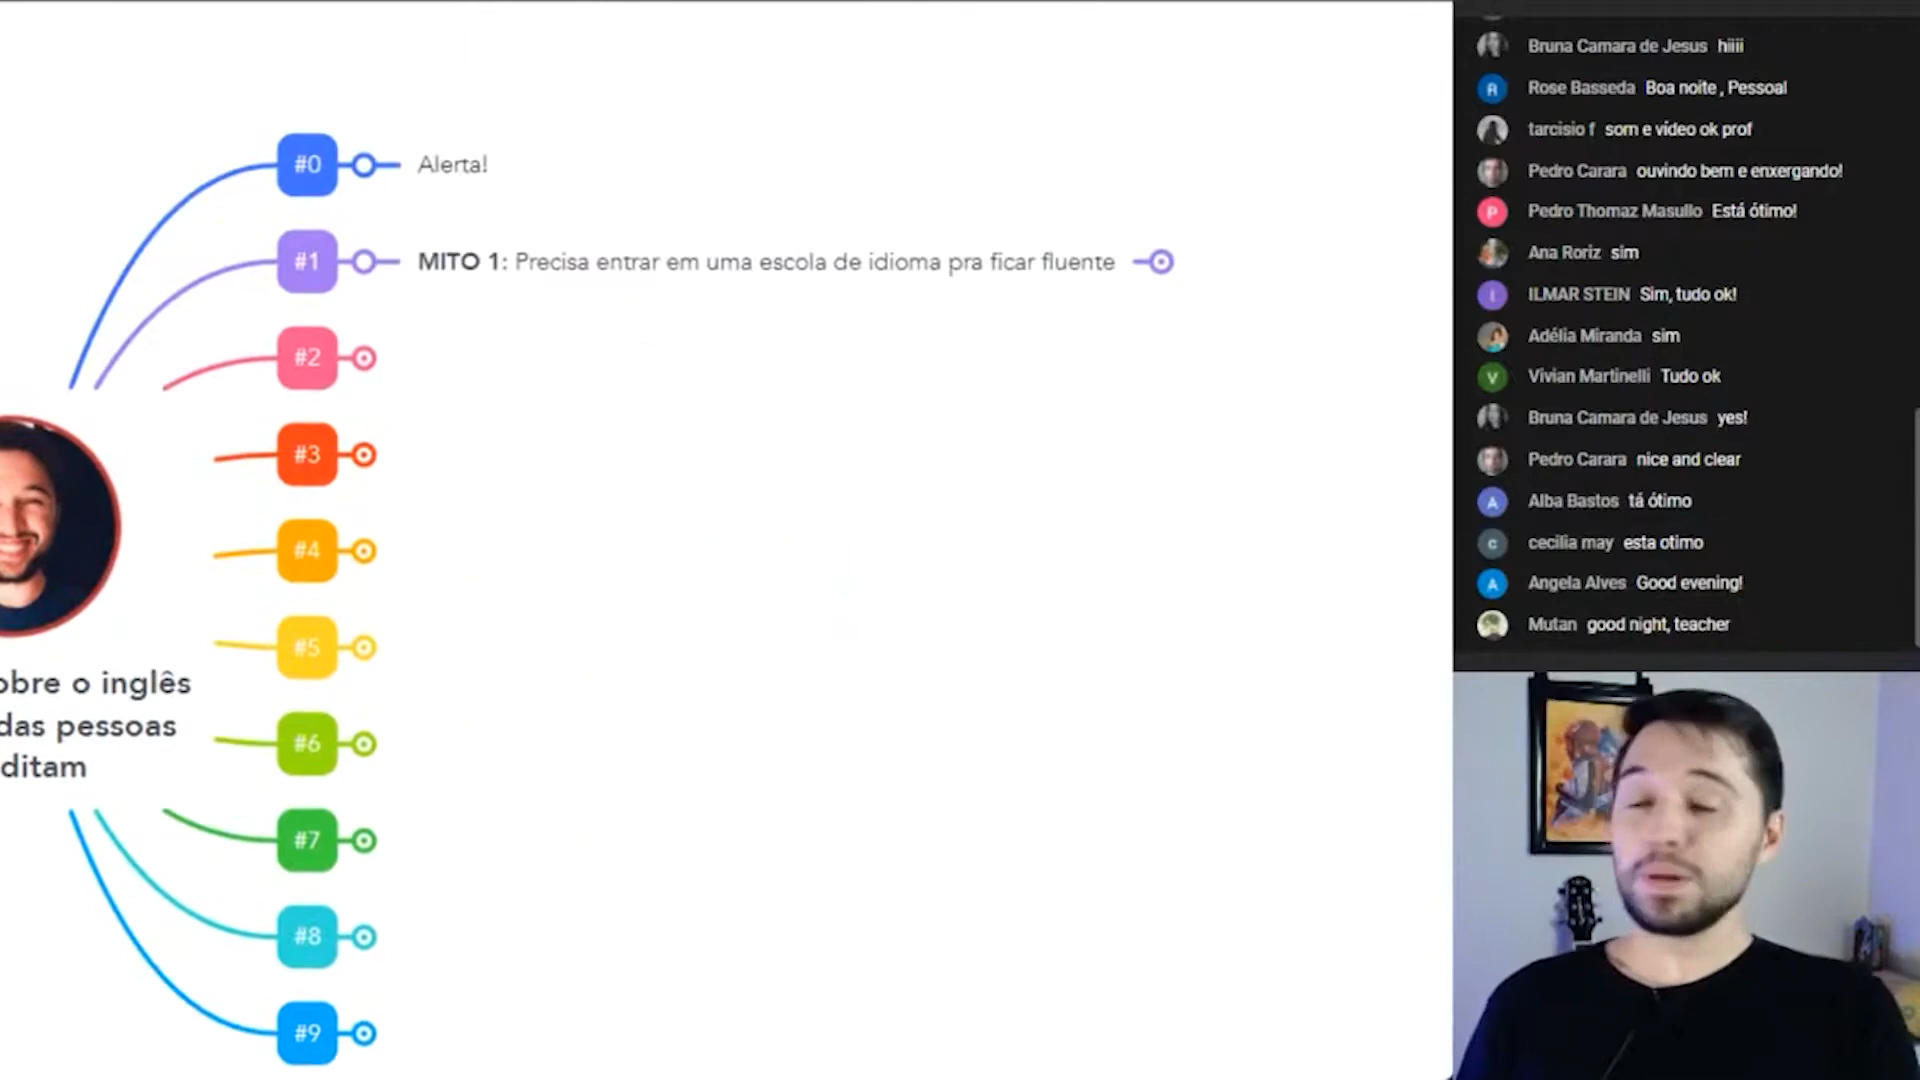 #0 Alerta!
#1 MITO 1: Precisa entrar em uma escola de idioma pra ficar fluente
#2
#3
#4
#5
#6
#7
#8
#9
obre o inglês
das pessoas
ditam
Bruna Camara de Jesus hiiii
R Rose Basseda Boa noite , Pessoal
tarcisio f som e vídeo ok prof
Pedro Carara ouvindo bem e enxergando!
P Pedro Thomaz Masullo Está ótimo!
Ana Roriz sim
I ILMAR STEIN Sim, tudo ok!
Adélia Miranda sim
V Vivian Martinelli Tudo ok
Bruna Camara de Jesus yes!
Pedro Carara nice and clear
A Alba Bastos tá ótimo
c cecilia may esta otimo
A Angela Alves Good evening!
Mutan good night, teacher